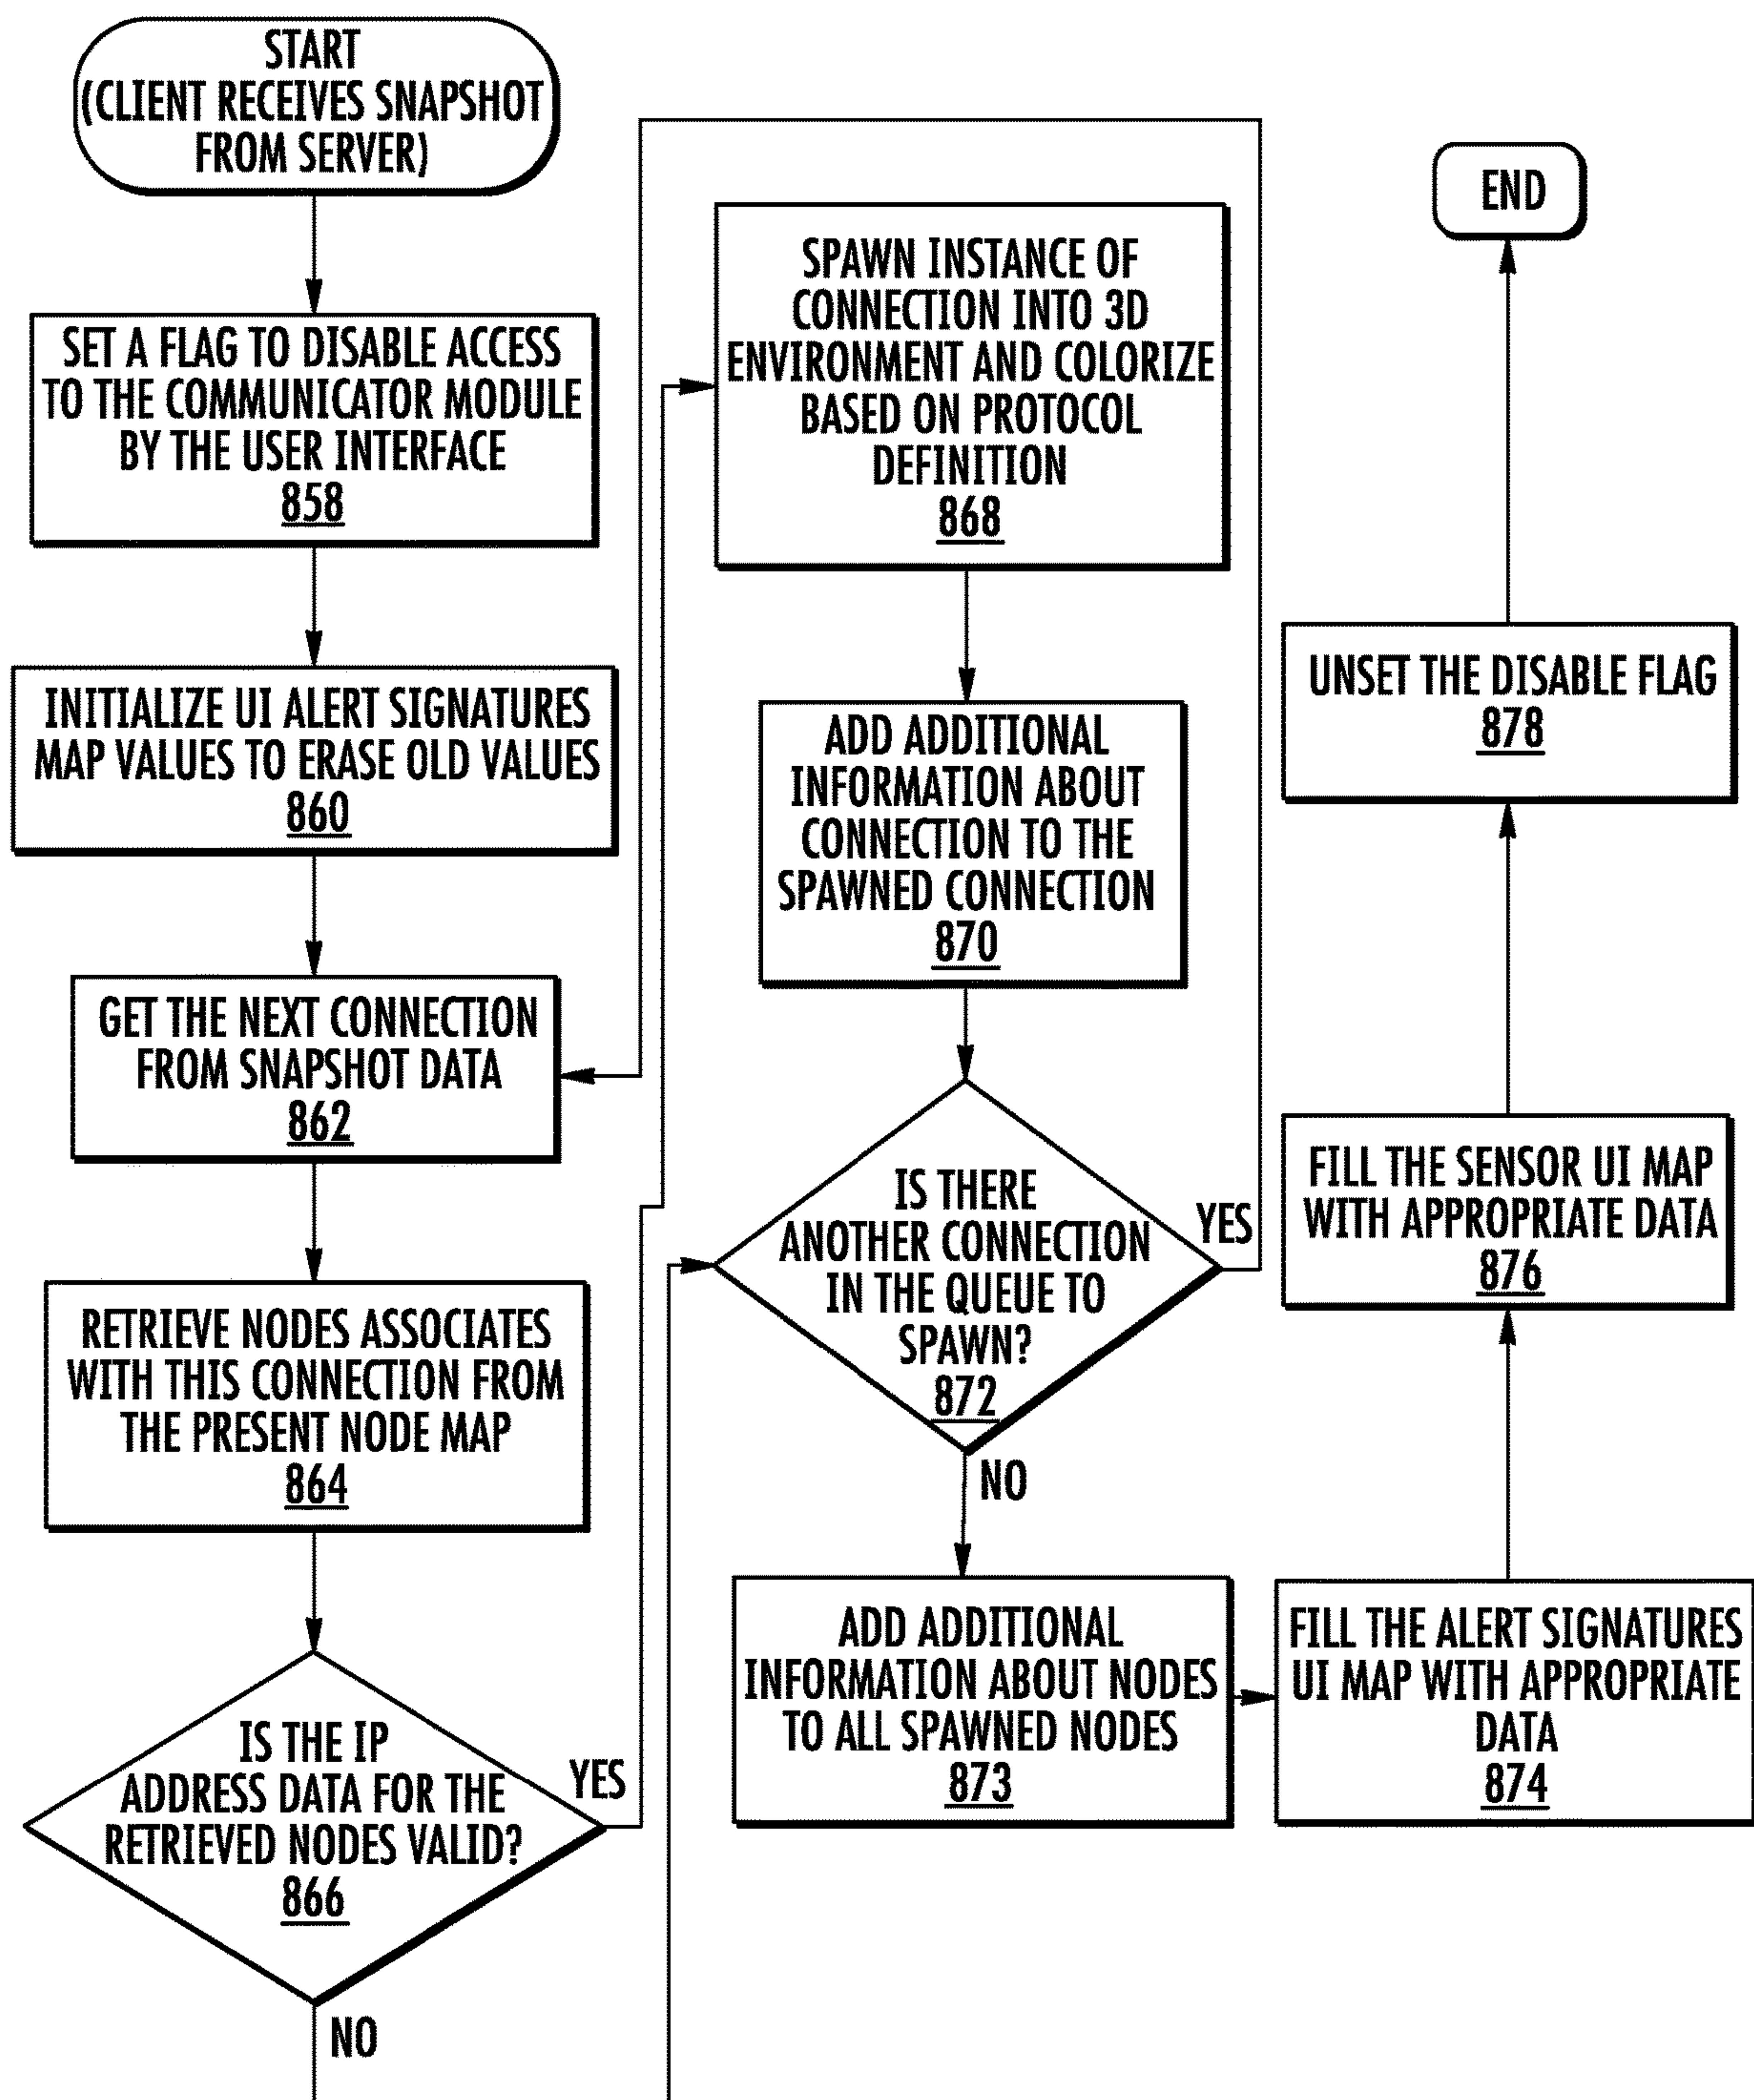 START
(CLIENT RECEIVES SNAPSHOT
FROM SERVER)
SET A FLAG TO DISABLE ACCESS
TO THE COMMUNICATOR MODULE
BY THE USER INTERFACE
858
INITIALIZE UI ALERT SIGNATURES
MAP VALUES TO ERASE OLD VALUES
860
GET THE NEXT CONNECTION
FROM SNAPSHOT DATA
862
RETRIEVE NODES ASSOCIATES
WITH THIS CONNECTION FROM
THE PRESENT NODE MAP
864
IS THE IP
ADDRESS DATA FOR THE
RETRIEVED NODES VALID?
866
YES
NO
SPAWN INSTANCE OF
CONNECTION INTO 3D
ENVIRONMENT AND COLORIZE
BASED ON PROTOCOL
DEFINITION
868
ADD ADDITIONAL
INFORMATION ABOUT
CONNECTION TO THE
SPAWNED CONNECTION
870
IS THERE
ANOTHER CONNECTION
IN THE QUEUE TO
SPAWN?
872
YES
NO
ADD ADDITIONAL
INFORMATION ABOUT NODES
TO ALL SPAWNED NODES
873
FILL THE ALERT SIGNATURES
UI MAP WITH APPROPRIATE
DATA
874
FILL THE SENSOR UI MAP
WITH APPROPRIATE DATA
876
UNSET THE DISABLE FLAG
878
END